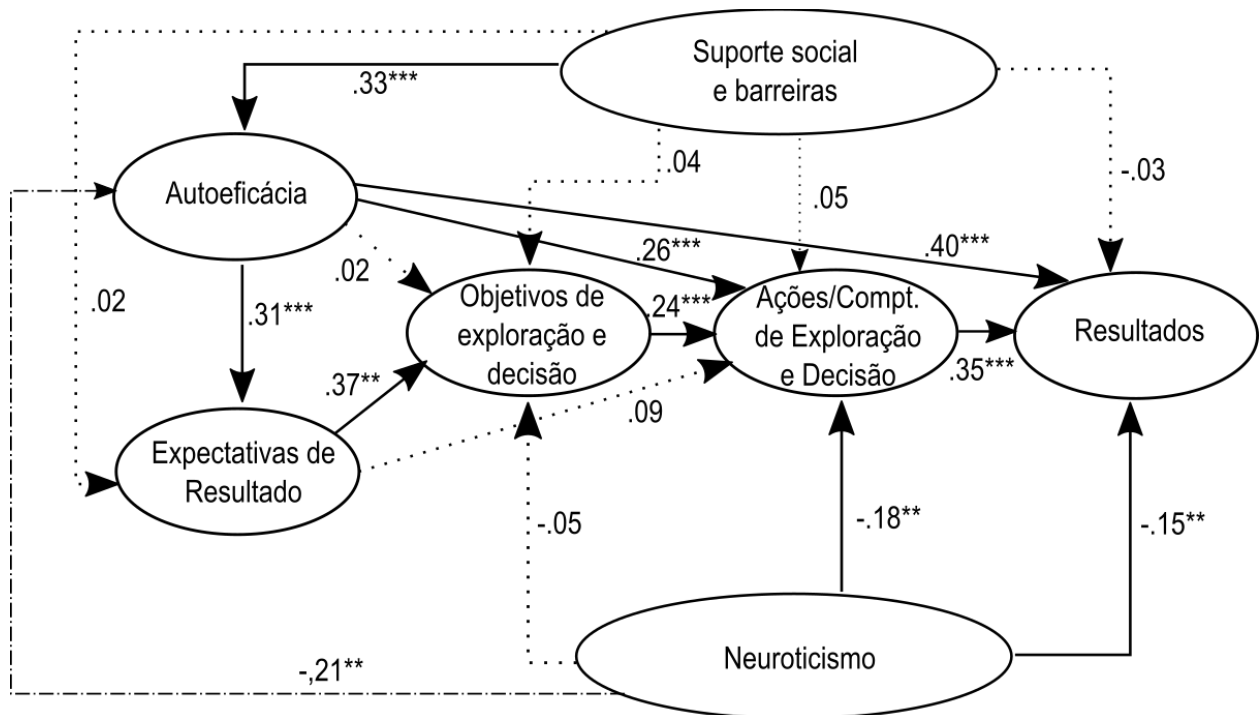 Suporte social
e barreiras
.33***
.04
-.03
Autoeficácia
.05
.26***
.40***
.02
.02
.31***
Objetivos de
exploração e
decisão
.24***
Ações/Compt.
de Exploração
e Decisão
Resultados
.35***
.37**
.09
Expectativas de
Resultado
-.05
-.18**
-.15**
Neuroticismo
-,21**